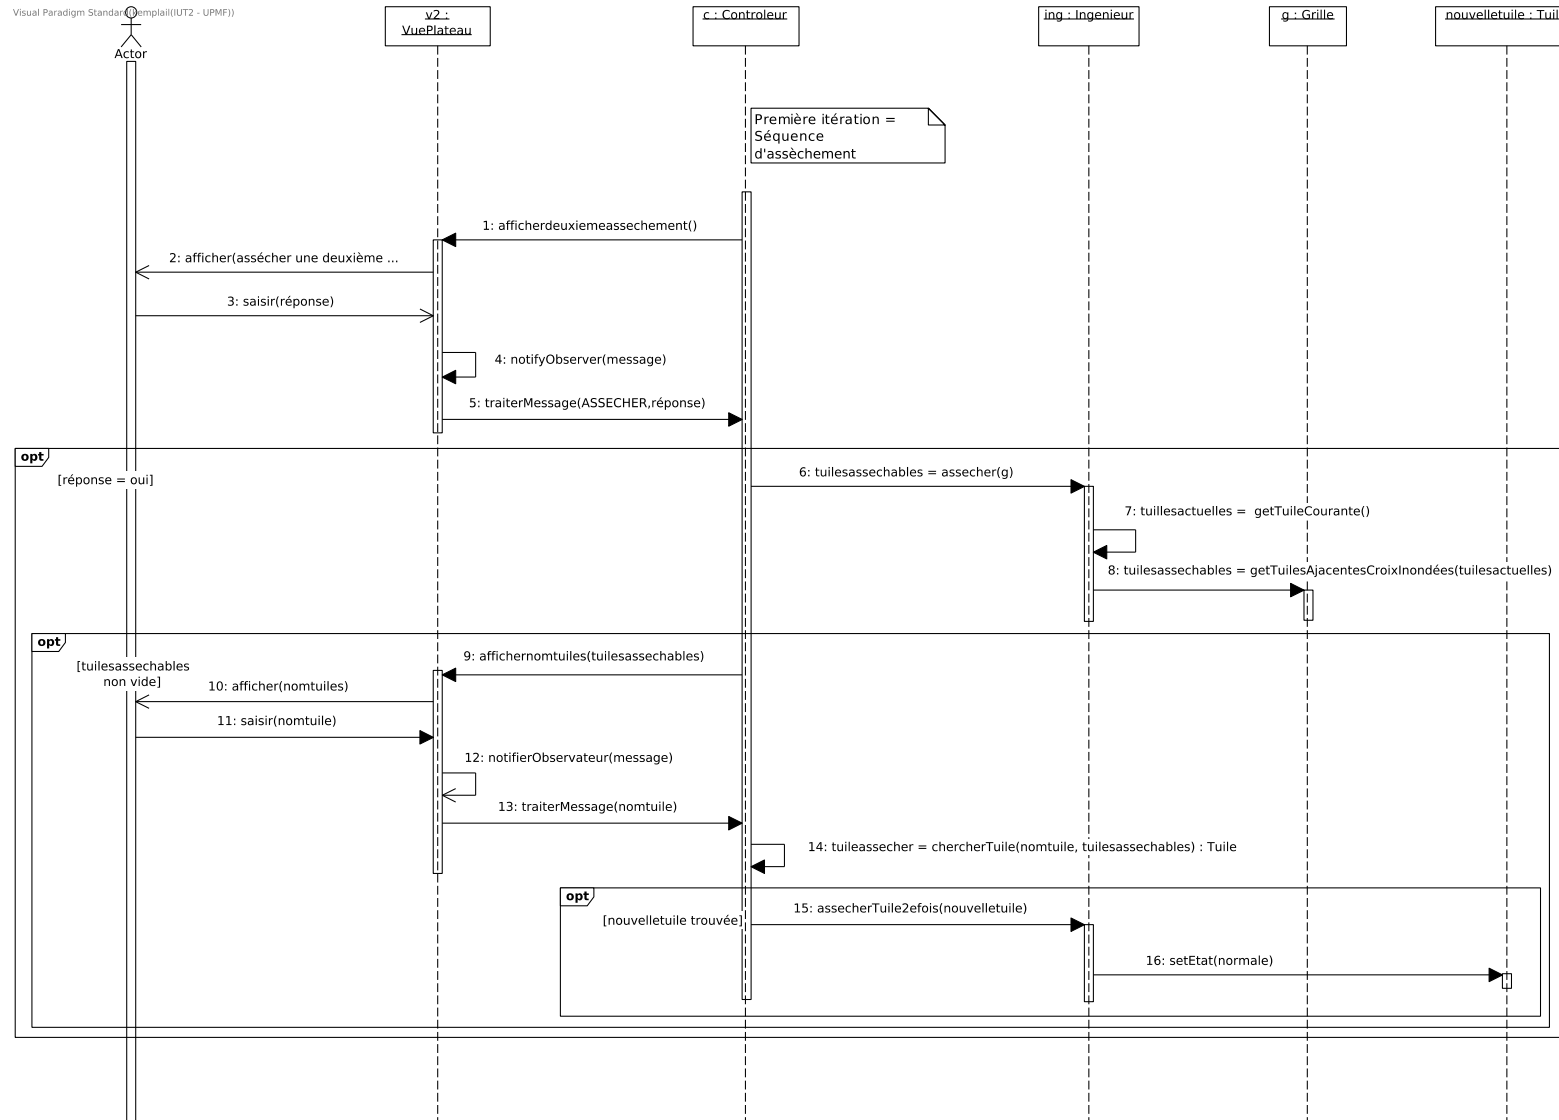 Visual Paradigm Standard(kemplail(IUT2 - UPMF))
Actor
v2 :
VuePlateau
c : Controleur
ing : Ingenieur
g : Grille
nouvelletuile : Tuil
Première itération =
Séquence
d'assèchement
1: afficherdeuxiemeassechement()
2: afficher(assécher une deuxième ...
3: saisir(réponse)
4: notifyObserver(message)
5: traiterMessage(ASSECHER,réponse)
opt
[réponse = oui]
6: tuilesassechables = assecher(g)
7: tuillesactuelles =  getTuileCourante()
8: tuilesassechables = getTuilesAjacentesCroixInondées(tuilesactuelles)
opt
[tuilesassechables
non vide]
9: affichernomtuiles(tuilesassechables)
10: afficher(nomtuiles)
11: saisir(nomtuile)
12: notifierObservateur(message)
13: traiterMessage(nomtuile)
14: tuileassecher = chercherTuile(nomtuile, tuilesassechables) : Tuile
opt
[nouvelletuile trouvée]
15: assecherTuile2efois(nouvelletuile)
16: setEtat(normale)